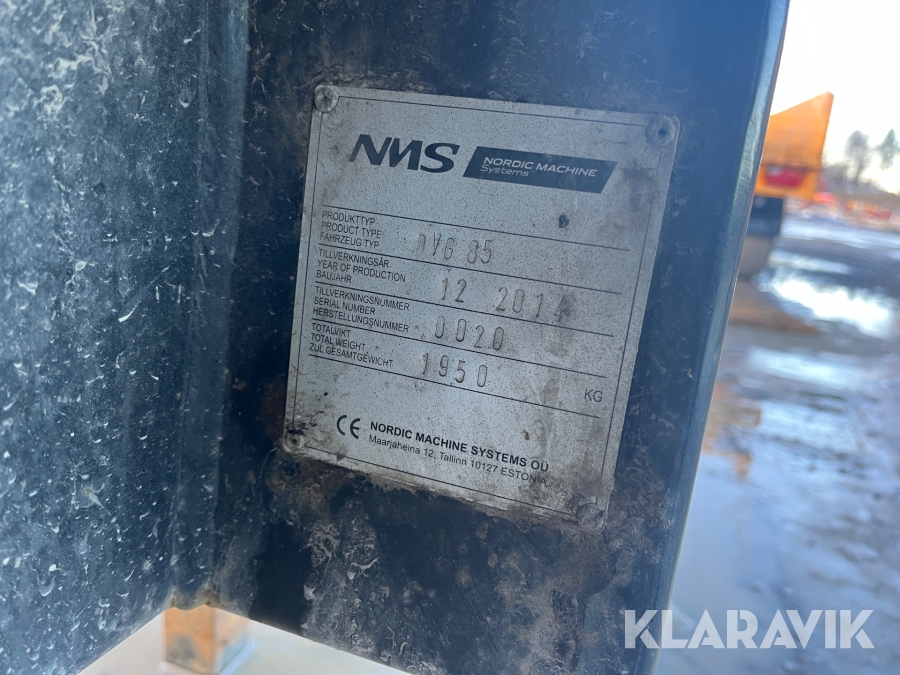 NMS NORDIC MACHINE
Systems
PRODUKTTYP
PRODUCT TYPE
FAHRZEUG TYP
85
TILLVERKNINGSÅR
YEAR OF PRODUCTION
BAUJAHR
12 2014
TILLVERKNINGSNUMMER
SERIAL NUMBER
HERSTELLUNGSNUMMER
0020
TOTALVIKT
TOTAL WEIGHT
ZUL GESAMTGEWICHT
1950
KG
CE NORDIC MACHINE SYSTEMS OÜ
Maarjaheina 12, Tallinn 10127 ESTONIA
KLARAVIK